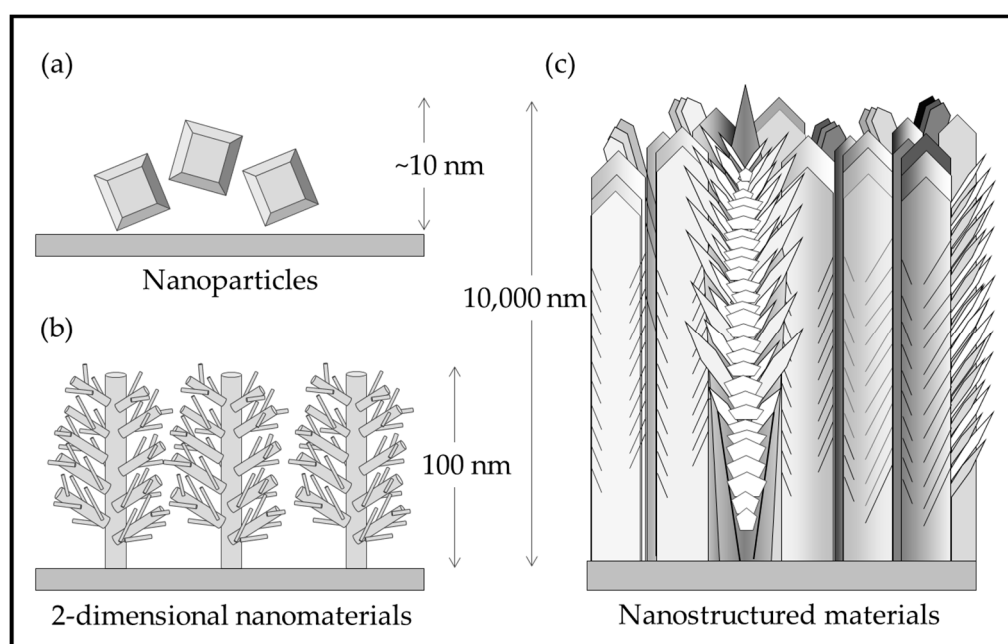 (a)
~10 nm
Nanoparticles
(b)
100 nm
2-dimensional nanomaterials
(c)
10,000 nm
Nanostructured materials